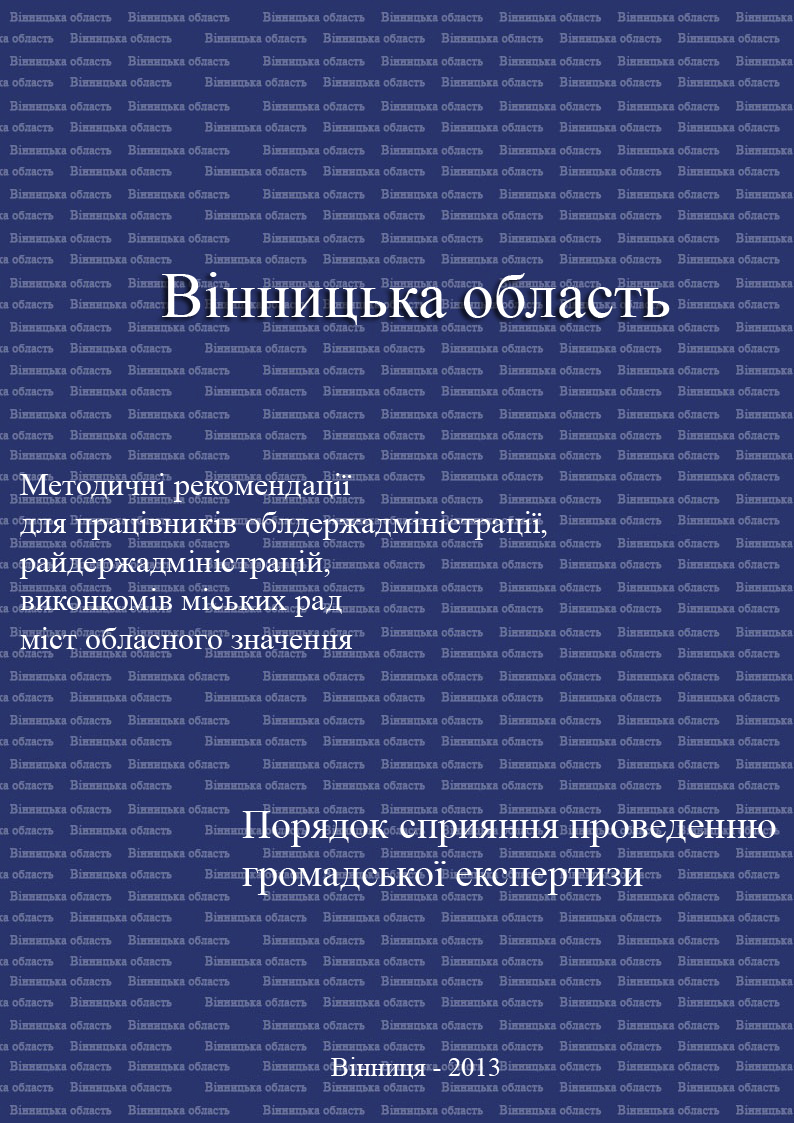 Вінницька область
Методичні рекомендації
для працівників облдержадміністрації,
райдержадміністрацій,
виконкомів міських рад
міст обласного значення
Порядок сприяння проведенню
громадської експертизи
Вінниця - 2013